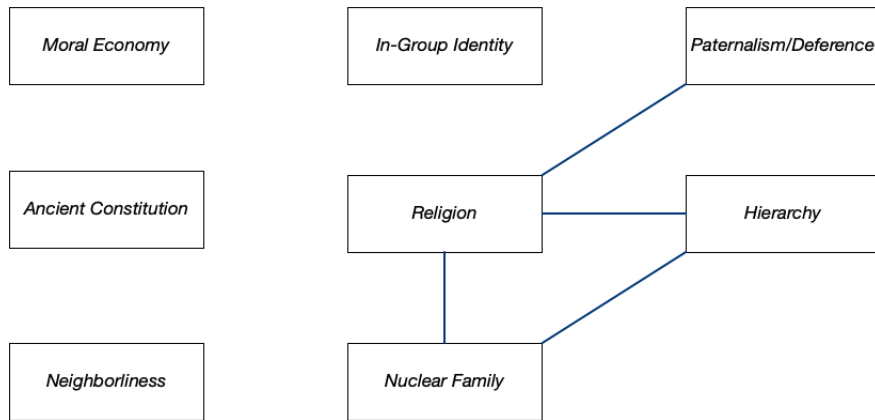 Moral Economy
In-Group Identity
Paternalism/Deference
Ancient Constitution
Religion
Hierarchy
Neighborliness
Nuclear Family